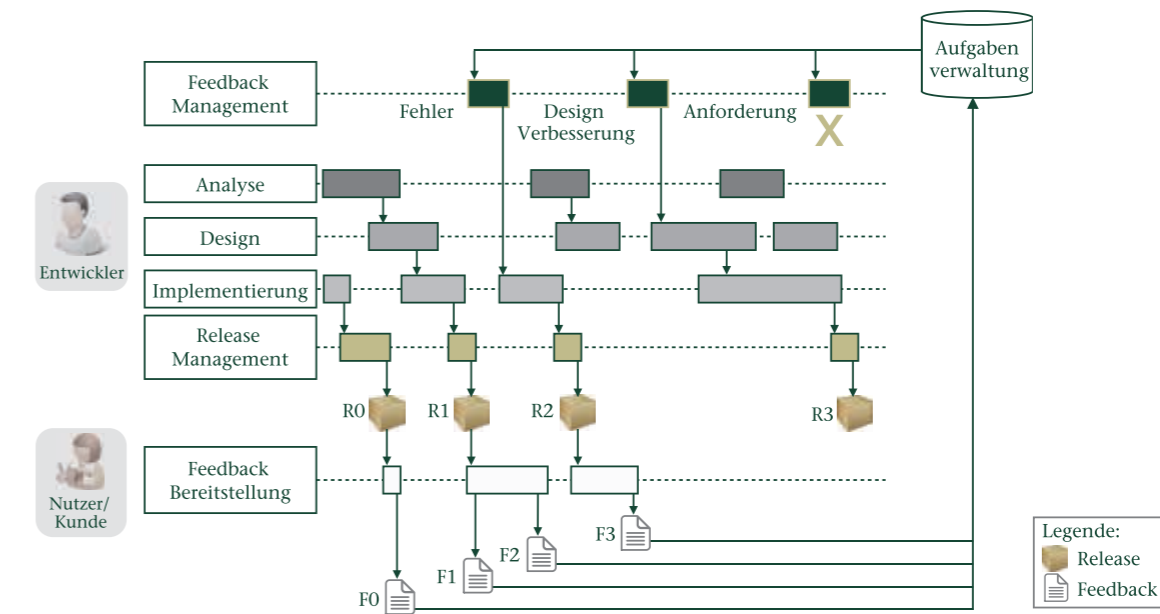 Aufgaben
verwaltung
Feedback
Management
Fehler
Design
Verbesserung
Anforderung
X
Analyse
Design
Entwickler
Implementierung
Release
Management
R0
R1
R2
R3
Feedback
Bereitstellung
Nutzer/
Kunde
F3
F2
F1
F0
Legende:
Release
Feedback